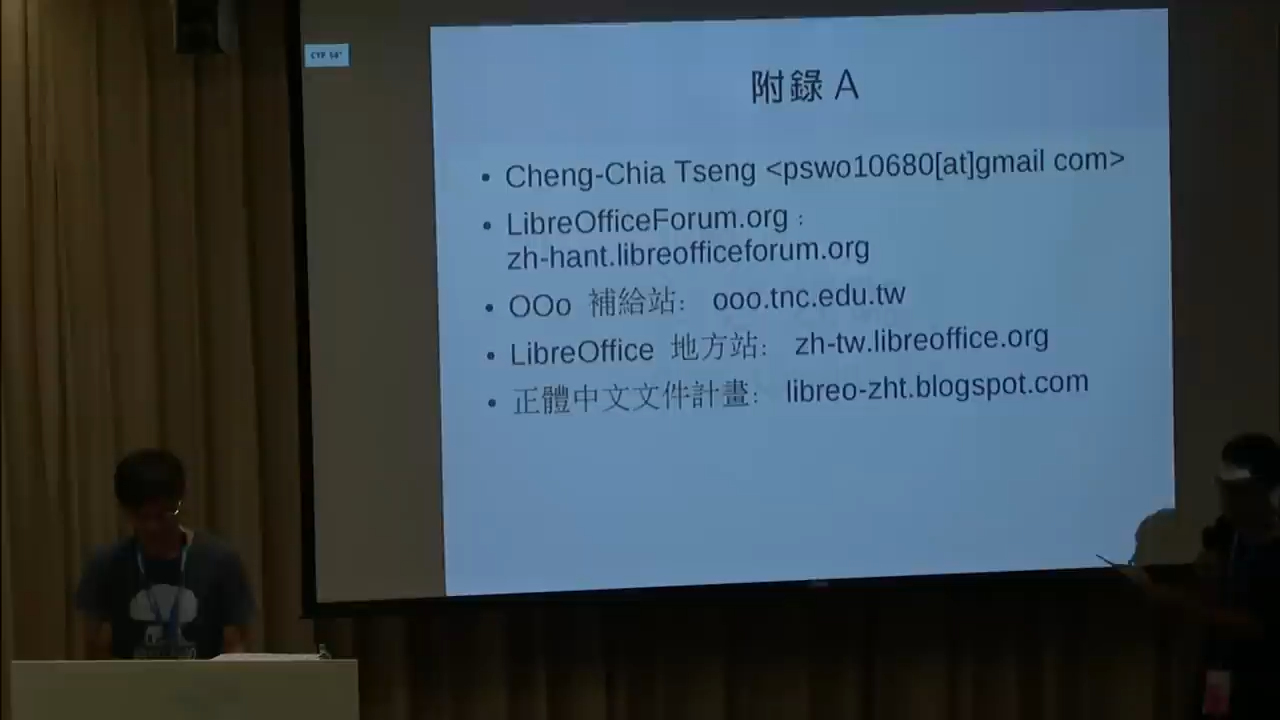 附錄 A
• Cheng-Chia Tseng <pswo10680[at]gmail com>
• LibreOfficeForum.org：
zh-hant.libreofficeforum.org
• OOo 補給站： ooo.tnc.edu.tw
• LibreOffice 地方站： zh-tw.libreoffice.org
• 正體中文文件計畫： libreo-zht.blogspot.com